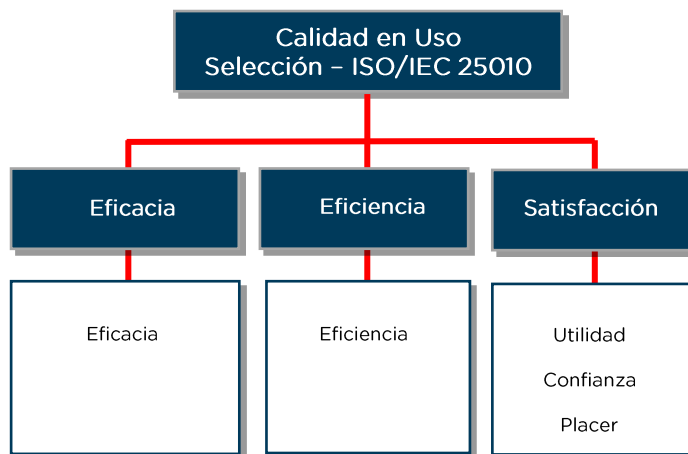 Calidad en Uso
Selección – ISO/IEC 25010
Eficacia
Eficiencia
Satisfacción
Eficacia
Eficiencia
Utilidad
Confianza
Placer